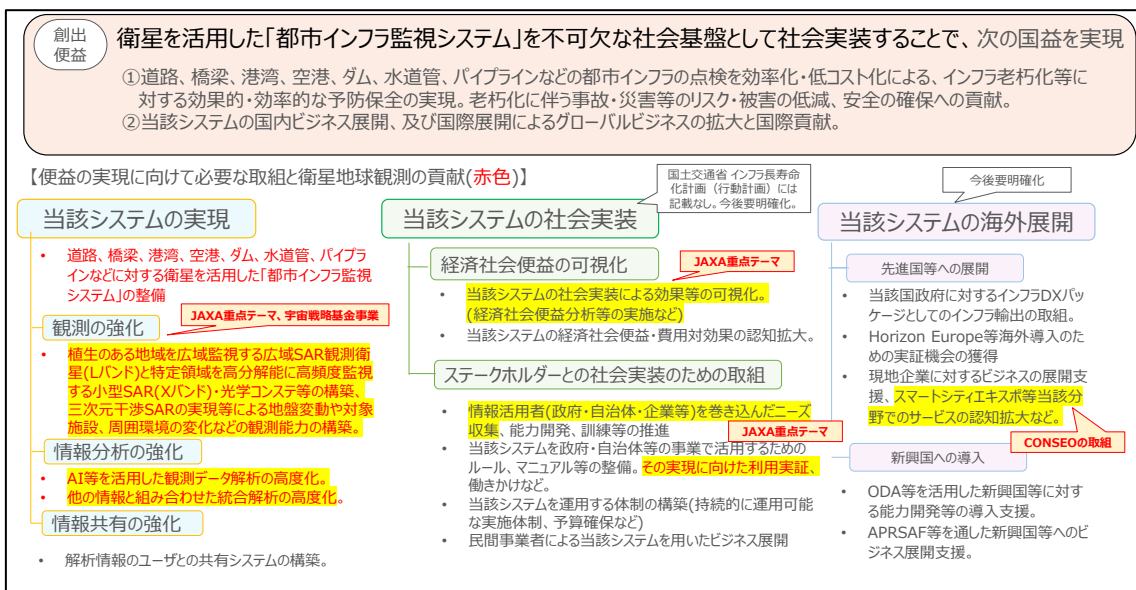 創出
便益
衛星を活用した｢都市インフラ監視システム｣を不可欠な社会基盤として社会実装することで、次の国益を実現
①道路、橋梁、港湾、空港、ダム、水道管、パイプラインなどの都市インフラの点検を効率化・低コスト化による、インフラ老朽化等に
対する効果的・効率的な予防保全の実現。老朽化に伴う事故・災害等のリスク・被害の低減、安全の確保への貢献。
②当該システムの国内ビジネス展開、及び国際展開によるグローバルビジネスの拡大と国際貢献。
【便益の実現に向けて必要な取組と衛星地球観測の貢献(赤色)】
当該システムの実現
• 道路、橋梁、港湾、空港、ダム、水道管、パイプ
ラインなどに対する衛星を活用した｢都市インフラ監視
システム｣の整備
観測の強化
JAXA重点テーマ、宇宙戦略基金事業
• 植生のある地域を広域監視する広域SAR観測衛
星(Lバンド)と特定領域を高分解能に高頻度監視
する小型SAR(Xバンド)・光学コンステ等の構築、
三次元干渉SARの実現等による地盤変動や対象
施設、周囲環境の変化などの観測能力の構築。
情報分析の強化
• AI等を活用した観測データ解析の高度化。
• 他の情報と組み合わせた統合解析の高度化。
情報共有の強化
• 解析情報のユーザとの共有システムの構築。
国土交通省 インフラ長寿命
化計画（行動計画）には
記載なし。今後要明確化。
当該システムの社会実装
経済社会便益の可視化
JAXA重点テーマ
• 当該システムの社会実装による効果等の可視化。
(経済社会便益分析等の実施など)
• 当該システムの経済社会便益・費用対効果の認知拡大。
ステークホルダーとの社会実装のための取組
• 情報活用者(政府・自治体・企業等)を巻き込んだニーズ
収集、能力開発、訓練等の推進
JAXA重点テーマ
• 当該システムを政府・自治体等の事業で活用するための
ルール、マニュアル等の整備。その実現に向けた利用実証、
働きかけなど。
• 当該システムを運用する体制の構築(持続的に運用可能
な実施体制、予算確保など)
• 民間事業者による当該システムを用いたビジネス展開
今後要明確化
当該システムの海外展開
先進国等への展開
• 当該国政府に対するインフラDXパッ
ケージとしてのインフラ輸出の取組。
• Horizon Europe等海外導入のた
めの実証機会の獲得
• 現地企業に対するビジネスの展開支
援、スマートシティエキスポ等当該分
野でのサービスの認知拡大など。
CONSEOの取組
新興国への導入
• ODA等を活用した新興国等に対す
る能力開発等の導入支援。
• APRSAF等を通した新興国等へのビ
ジネス展開支援。